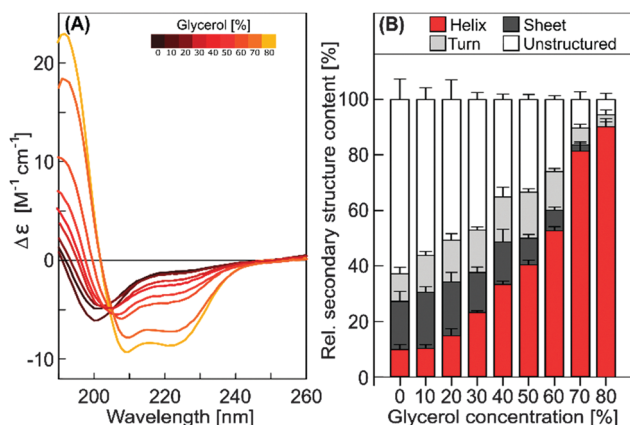 (A)
Glycerol [%]
0 10 20 30 40 50 60 70 80
Δε [M⁻¹ cm⁻¹]
20
10
0
-10
200 220 240 260
Wavelength [nm]
(B)
Helix Sheet
Turn Unstructured
Rel. secondary structure content [%]
100
80
60
40
20
0
0 10 20 30 40 50 60 70 80
Glycerol concentration [%]